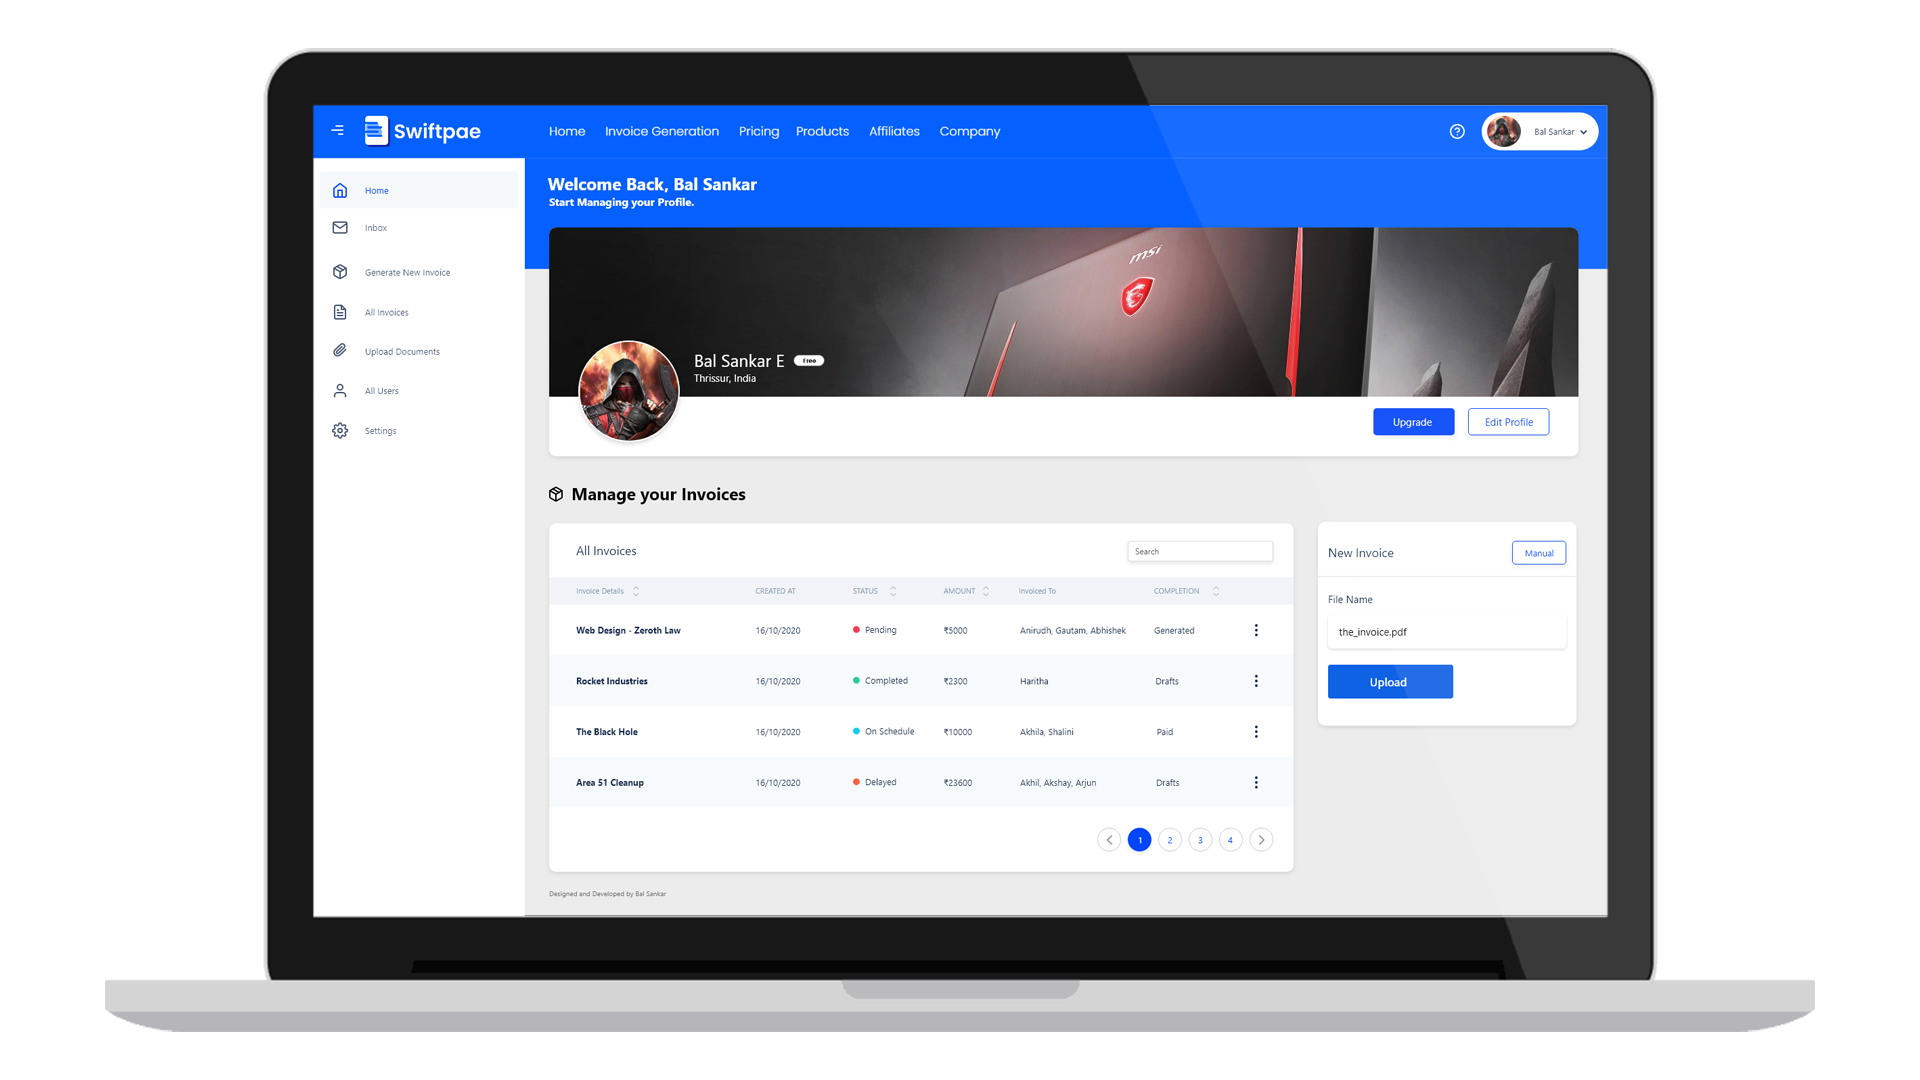 Swiftpae
Home Invoice Generation Pricing Products Affiliates Company
Bal Sankar
Home
Inbox
Generate New Invoice
All Invoices
Upload Documents
All Users
Settings
Welcome Back, Bal Sankar
Start Managing your Profile.
msi
Bal Sankar E Free
Thrissur, India
Upgrade Edit Profile
Manage your Invoices
All Invoices Search
Invoice Details CREATED AT STATUS AMOUNT Invoiced To COMPLETION
Web Design - Zeroth Law 16/10/2020 Pending ₹5000 Anirudh, Gautam, Abhishek Generated
Rocket Industries 16/10/2020 Completed ₹2300 Haritha Drafts
The Black Hole 16/10/2020 On Schedule ₹10000 Akhila, Shalini Paid
Area 51 Cleanup 16/10/2020 Delayed ₹23600 Akhil, Akshay, Arjun Drafts
1 2 3 4
New Invoice Manual
File Name
the_invoice.pdf
Upload
Designed and Developed by Bal Sankar